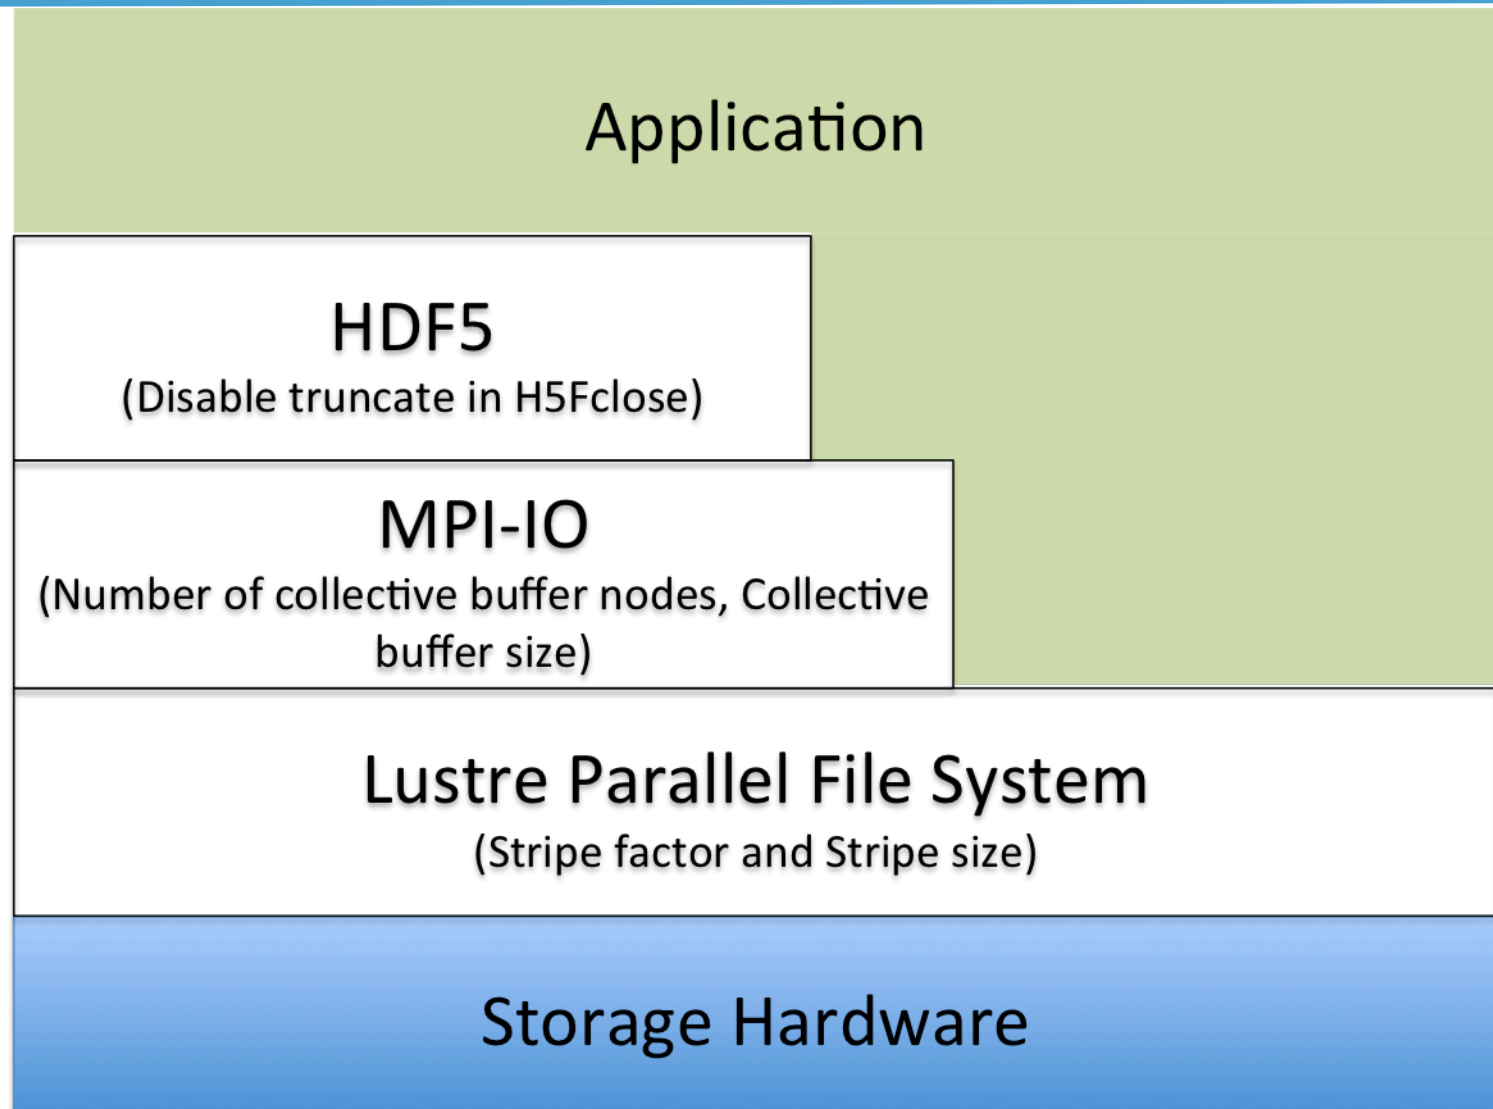 Application
HDF5
(Disable truncate in H5Fclose)
MPI-IO
(Number of collective buffer nodes, Collective
buffer size)
Lustre Parallel File System
(Stripe factor and Stripe size)
Storage Hardware